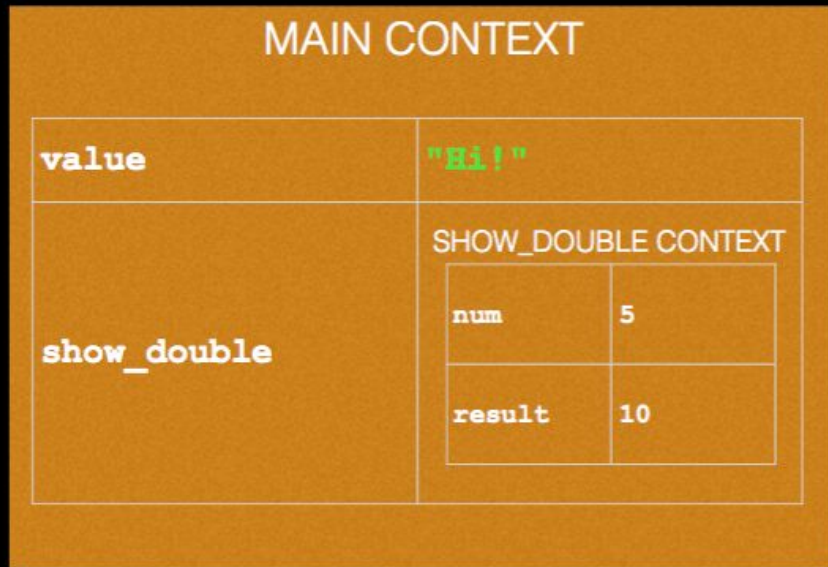 MAIN CONTEXT
value "Hi!"
SHOW_DOUBLE CONTEXT
num 5
show_double
result 10